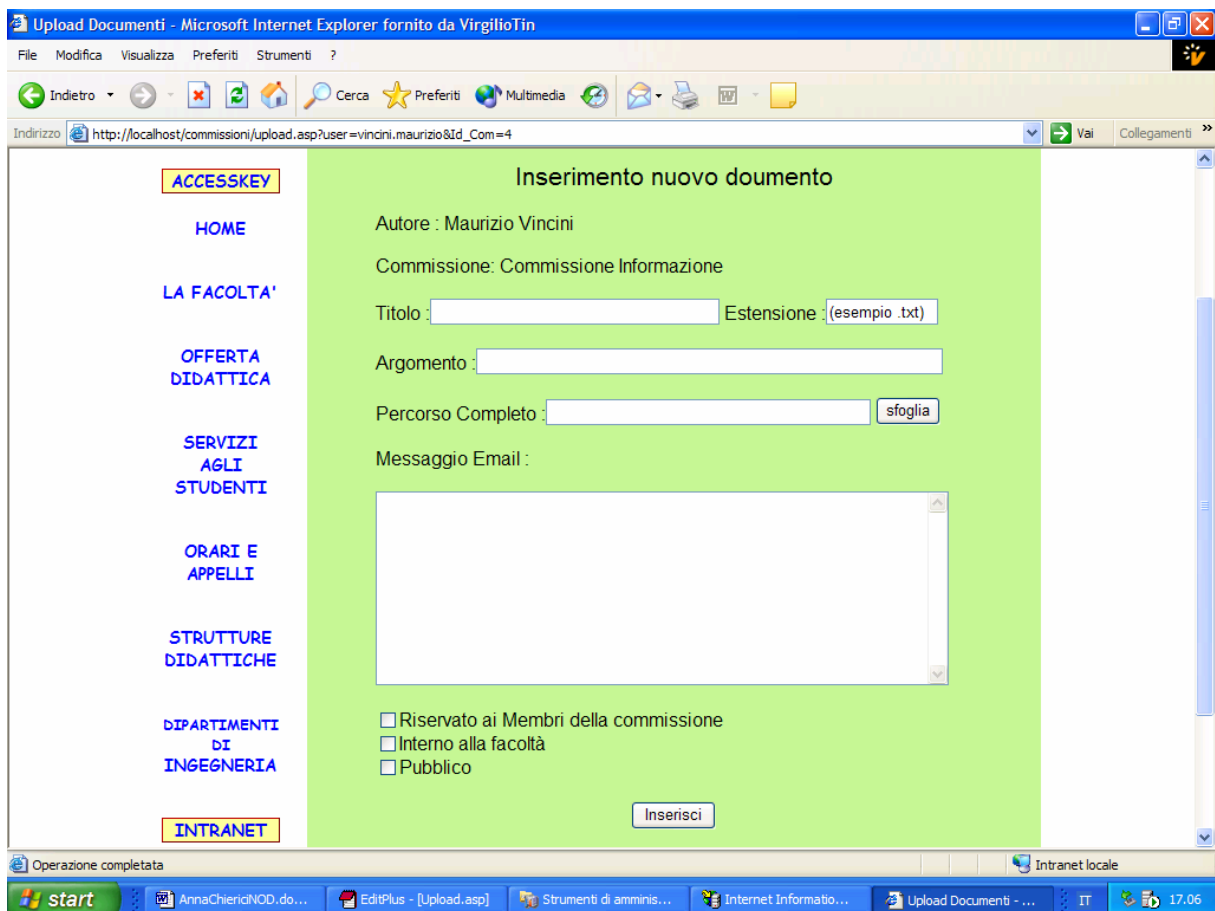 Upload Documenti - Microsoft Internet Explorer fornito da VirgilioTin
File Modifica Visualizza Preferiti Strumenti ?
Indietro Cerca Preferiti Multimedia
Indirizzo http://localhost/commissioni/upload.asp?user=vincini.maurizio&Id_Com=4 Vai Collegamenti »
ACCESSKEY
HOME
LA FACOLTA'
OFFERTA
DIDATTICA
SERVIZI
AGLI
STUDENTI
ORARI E
APPELLI
STRUTTURE
DIDATTICHE
DIPARTIMENTI
DI
INGEGNERIA
INTRANET
Inserimento nuovo doumento
Autore : Maurizio Vincini
Commissione: Commissione Informazione
Titolo : Estensione : (esempio .txt)
Argomento :
Percorso Completo : sfoglia
Messaggio Email :
Riservato ai Membri della commissione
Interno alla facoltà
Pubblico
Inserisci
Operazione completata Intranet locale
start AnnaChiericiNOD.do... EditPlus - [Upload.asp] Strumenti di amminis... Internet Informatio... Upload Documenti - ... IT 17.06